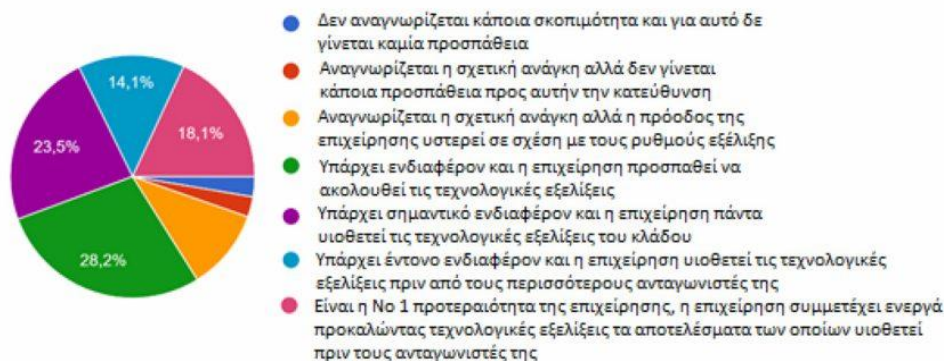 Δεν αναγνωρίζεται κάποια σκοπιμότητα και για αυτό δε
γίνεται καμία προσπάθεια
Αναγνωρίζεται η σχετική ανάγκη αλλά δεν γίνεται
κάποια προσπάθεια προς αυτήν την κατεύθυνση
Αναγνωρίζεται η σχετική ανάγκη αλλά η πρόοδος της
επιχείρησης υστερεί σε σχέση με τους ρυθμούς εξέλιξης
Υπάρχει ενδιαφέρον και η επιχείρηση προσπαθεί να
ακολουθεί τις τεχνολογικές εξελίξεις
Υπάρχει σημαντικό ενδιαφέρον και η επιχείρηση πάντα
υιοθετεί τις τεχνολογικές εξελίξεις του κλάδου
Υπάρχει έντονο ενδιαφέρον και η επιχείρηση υιοθετεί τις τεχνολογικές
εξελίξεις πριν από τους περισσότερους ανταγωνιστές της
Είναι η Νο 1 προτεραιότητα της επιχείρησης, η επιχείρηση συμμετέχει ενεργά
προκαλώντας τεχνολογικές εξελίξεις τα αποτελέσματα των οποίων υιοθετεί
πριν τους ανταγωνιστές της
14,1%
18,1%
23,5%
28,2%